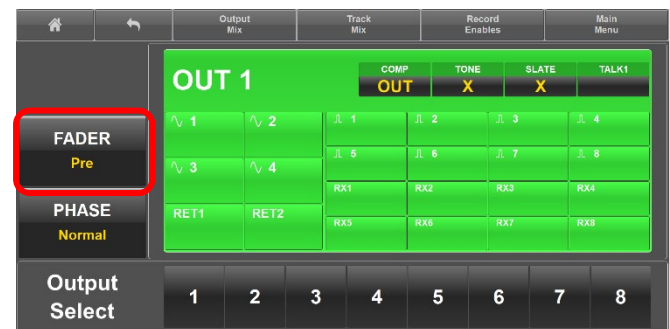 Output Mix
Track Mix
Record Enables
Main Menu
OUT 1
COMP TONE SLATE TALK1
OUT X X
FADER
Pre
PHASE
Normal
1 2
3 4
RET1 RET2
1 2 3 4
5 6 7 8
RX1 RX2 RX3 RX4
RX5 RX6 RX7 RX8
Output Select
1 2 3 4 5 6 7 8